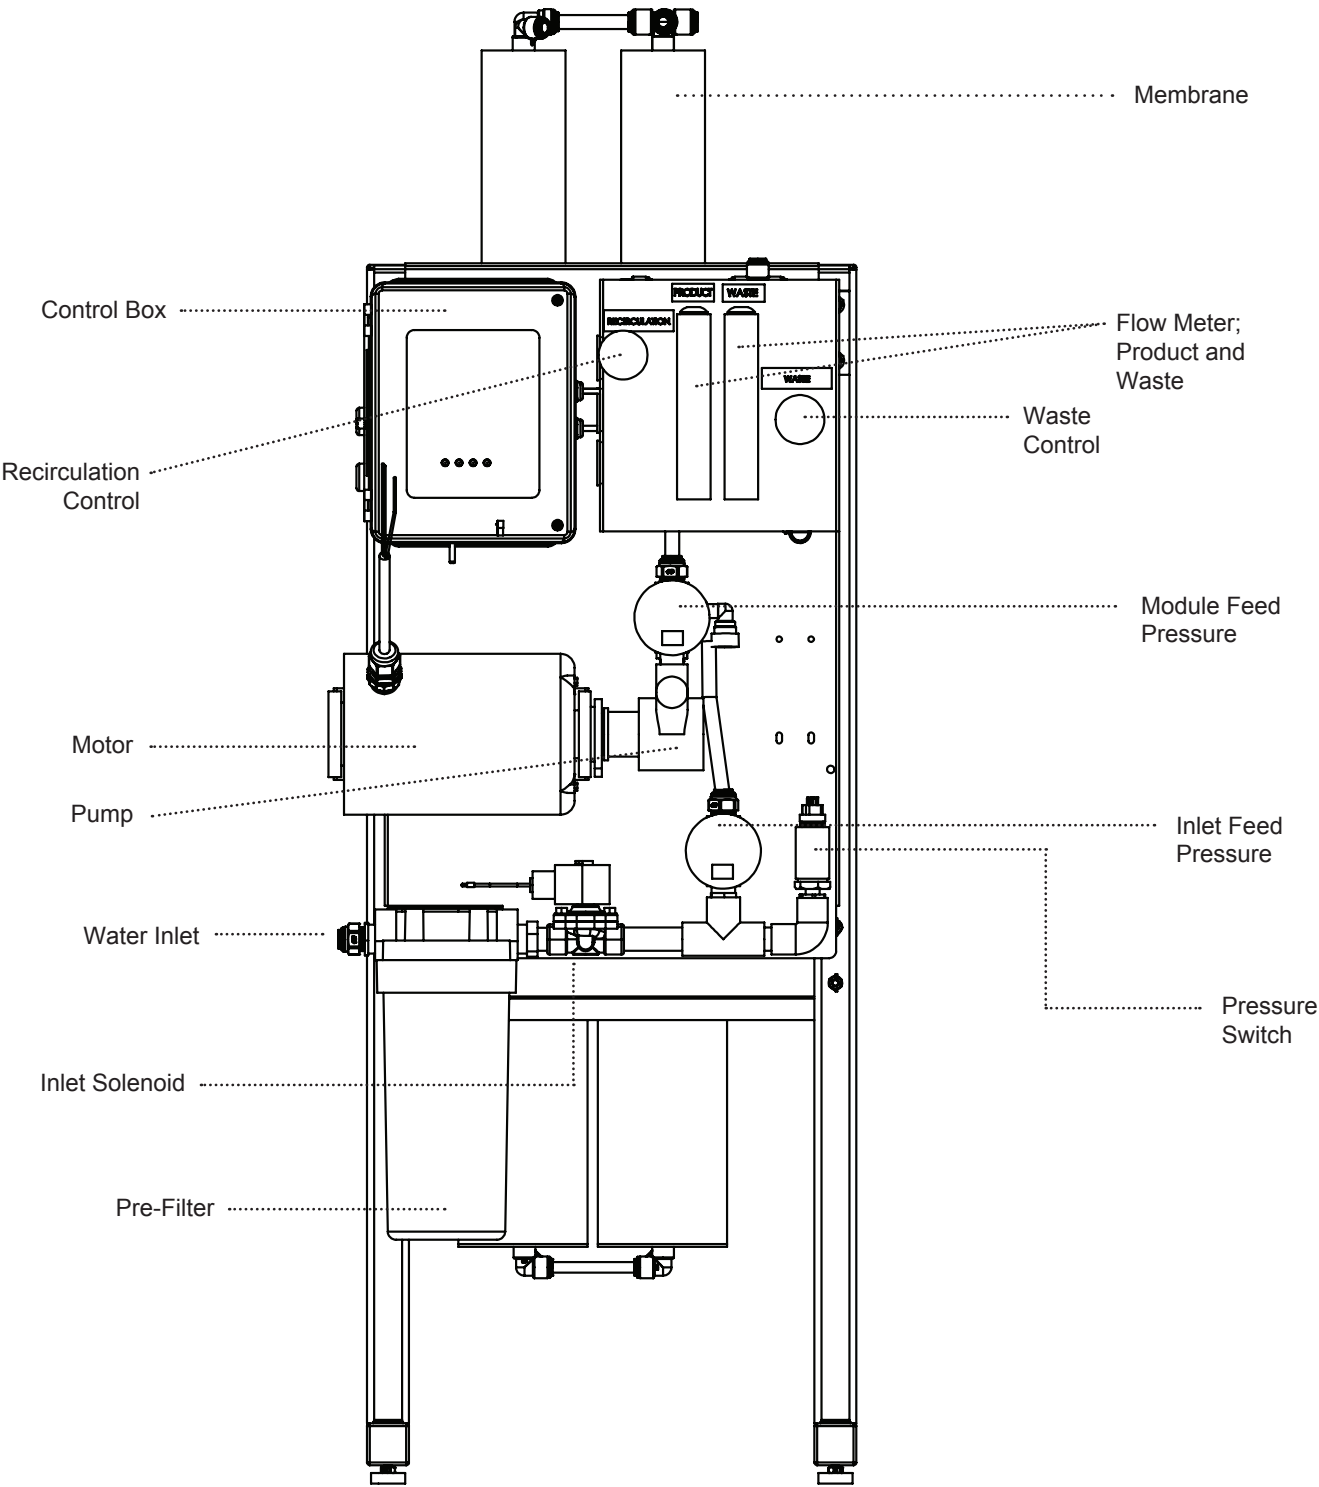 Membrane
Control Box
PRODUCT
WASTE
RECIRCULATION
Flow Meter;
Product and
Waste
WASTE
Waste
Control
Recirculation
Control
Module Feed
Pressure
Motor
Pump
Inlet Feed
Pressure
Water Inlet
Pressure
Switch
Inlet Solenoid
Pre-Filter